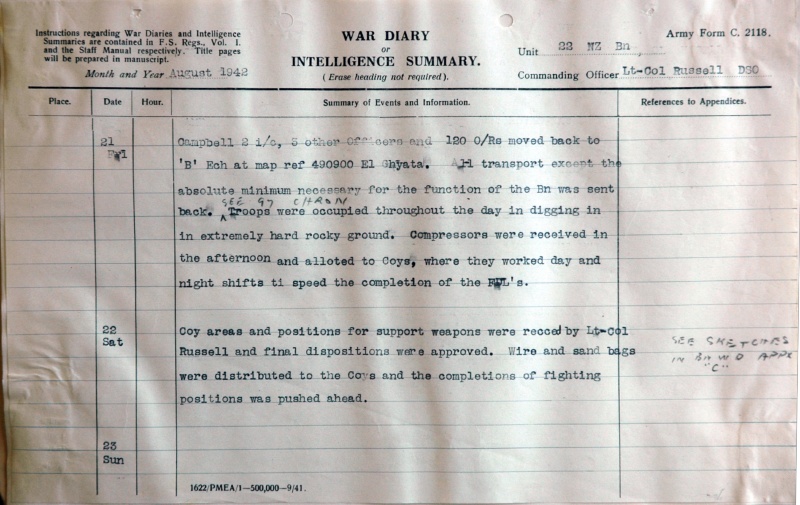 Instructions regarding War Diaries and Intelligence
Summaries are contained in F.S. Regs., Vol. I.
and the Staff Manual respectively. Title pages
will be prepared in manuscript.
Month and Year August 1942
WAR DIARY
or
INTELLIGENCE SUMMARY.
(Erase heading not required).
Army Form C. 2118.
Unit 22 NZ Bn
Commanding Officer Lt-Col Russell DSO
Place. Date Hour. Summary of Events and Information. References to Appendices.
21
Campbell 2 i/c, 5 other Officers and 120 O/Rs moved back to
'B' Ech at map ref 490900 El Ghyata. All transport except the
absolute minimum necessary for the function of the Bn was sent
SEE 97 CHRON
back. Troops were occupied throughout the day in digging in
in extremely hard rocky ground. Compressors were received in
the afternoon and alloted to Coys, where they worked day and
night shifts ti speed the completion of the FDL's.
22
Sat
Coy areas and positions for support weapons were recced by Lt-Col
Russell and final dispositions were approved. Wire and sand bags
were distributed to the Coys and the completions of fighting
positions was pushed ahead.
SEE SKETCHES
IN BN W D APPX
"C"
23
Sun
1622/PMEA/1—500,000—9/41.